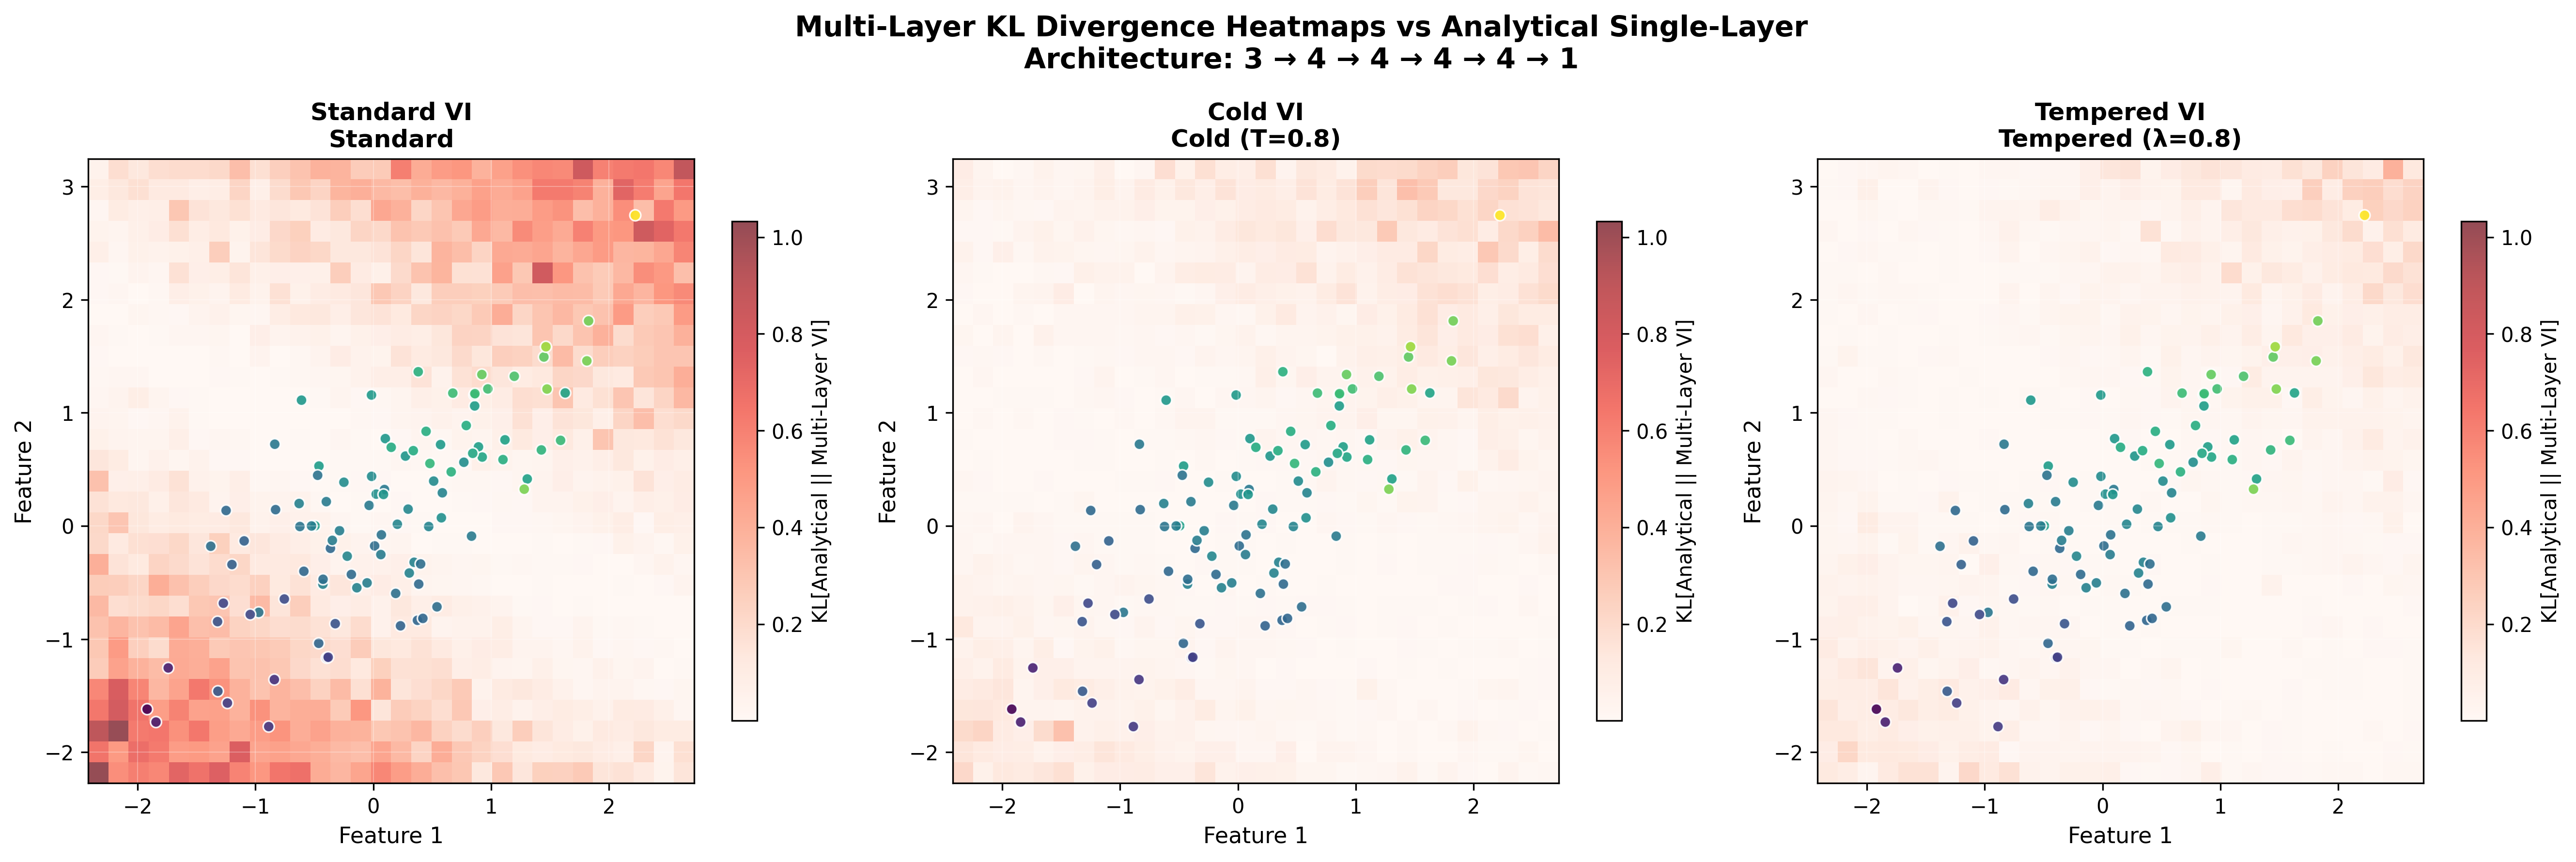 Multi-Layer KL Divergence Heatmaps vs Analytical Single-Layer
Architecture: 3 → 4 → 4 → 4 → 4 → 1
Standard VI
Standard
3
2
1
0
−1
−2
Feature 2
−2
−1
0
1
2
Feature 1
1.0
0.8
0.6
0.4
0.2
KL[Analytical || Multi-Layer VI]
Cold VI
Cold (T=0.8)
3
2
1
0
−1
−2
Feature 2
−2
−1
0
1
2
Feature 1
1.0
0.8
0.6
0.4
0.2
KL[Analytical || Multi-Layer VI]
Tempered VI
Tempered (λ=0.8)
3
2
1
0
−1
−2
Feature 2
−2
−1
0
1
2
Feature 1
1.0
0.8
0.6
0.4
0.2
KL[Analytical || Multi-Layer VI]